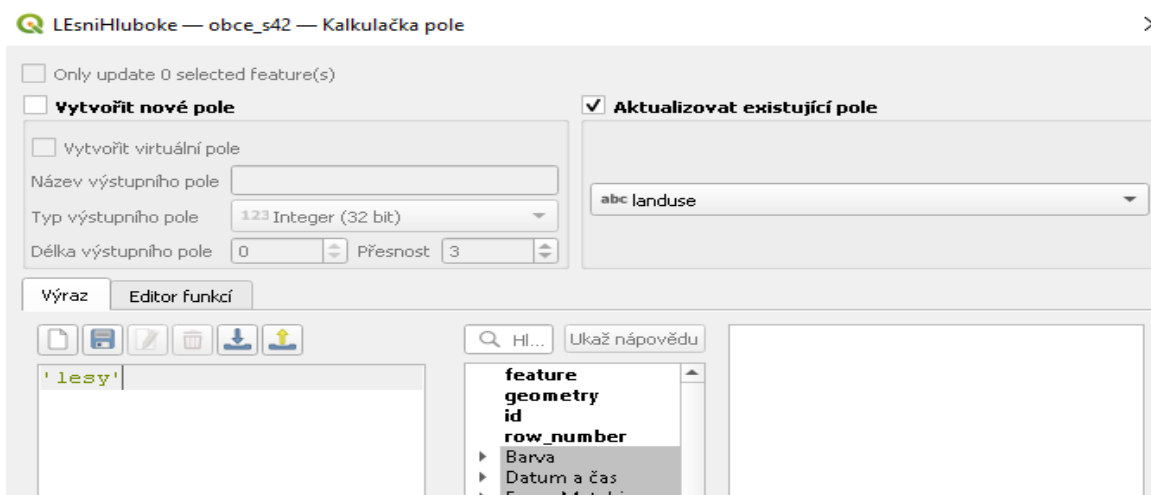 LEsniHluboke — obce_s42 — Kalkulačka pole
Only update 0 selected feature(s)
Vytvořit nové pole
Aktualizovat existující pole
Vytvořit virtuální pole
Název výstupního pole
abc landuse
Typ výstupního pole 123 Integer (32 bit)
Délka výstupního pole 0 Přesnost 3
Výraz Editor funkcí
Hl... Ukaž nápovědu
'lesy'
feature
geometry
id
row_number
Barva
Datum a čas